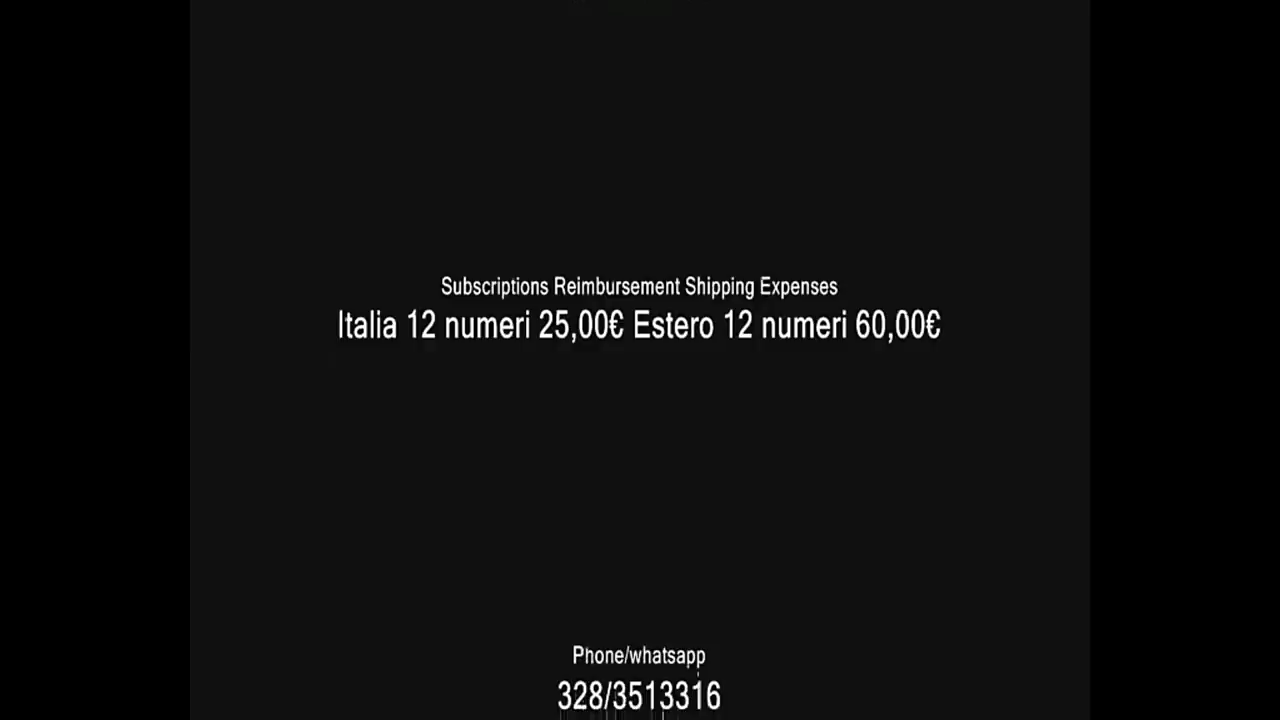 Subscriptions Reimbursement Shipping Expenses
Italia 12 numeri 25,00€ Estero 12 numeri 60,00€
Phone/whatsapp
328/3513316